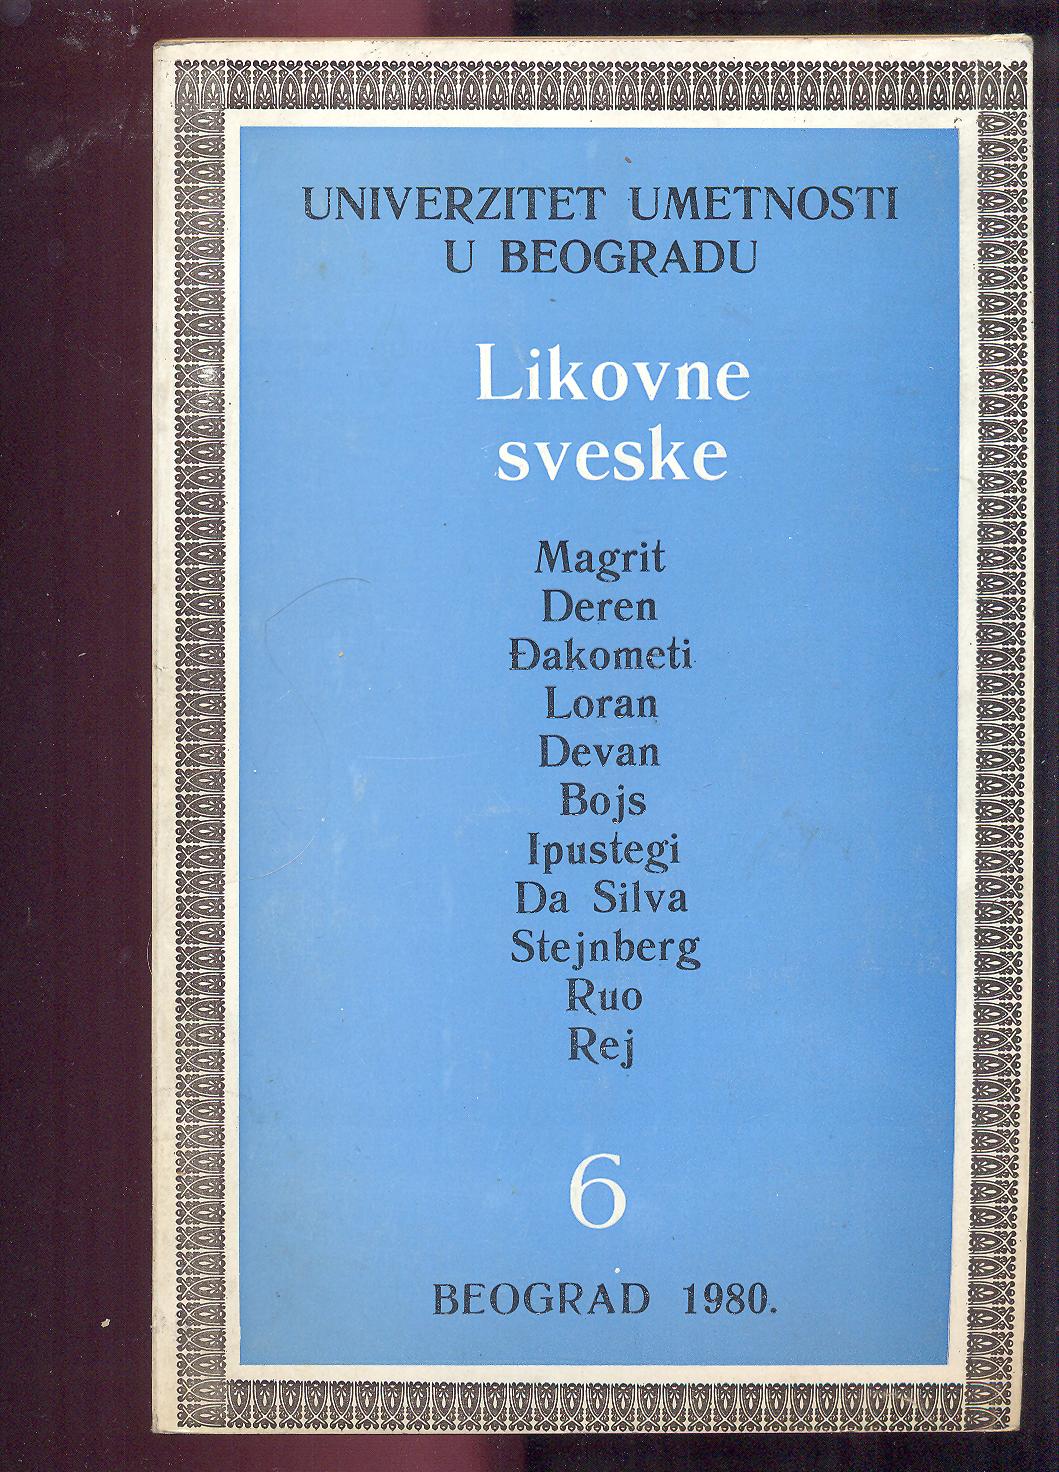 UNIVERZITET UMETNOSTI
U BEOGRADU
Likovne
sveske
Magrit
Deren
Đakometi
Loran
Devan
Bojs
Ipustegi
Da Silva
Stejnberg
Ruo
Rej
6
BEOGRAD 1980.